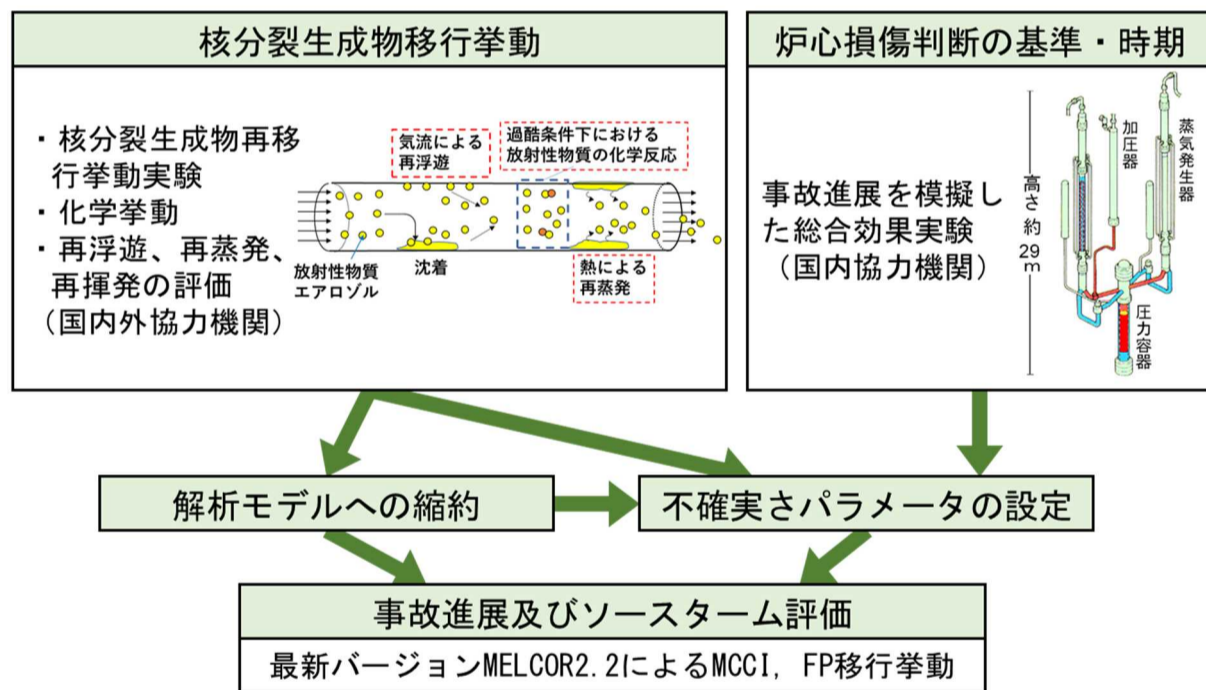 核分裂生成物移行挙動
・核分裂生成物再移
行挙動実験
・化学挙動
・再浮遊、再蒸発、
再揮発の評価
（国内外協力機関）
気流による
再浮遊
過酷条件下における
放射性物質の化学反応
放射性物質
エアロゾル
沈着
熱による
再蒸発
炉心損傷判断の基準・時期
事故進展を模擬し
た総合効果実験
（国内協力機関）
高さ 約 29m
加圧器
蒸気発生器
圧力容器
解析モデルへの縮約
不確実さパラメータの設定
事故進展及びソースターム評価
最新バージョンMELCOR2.2によるMCCI, FP移行挙動